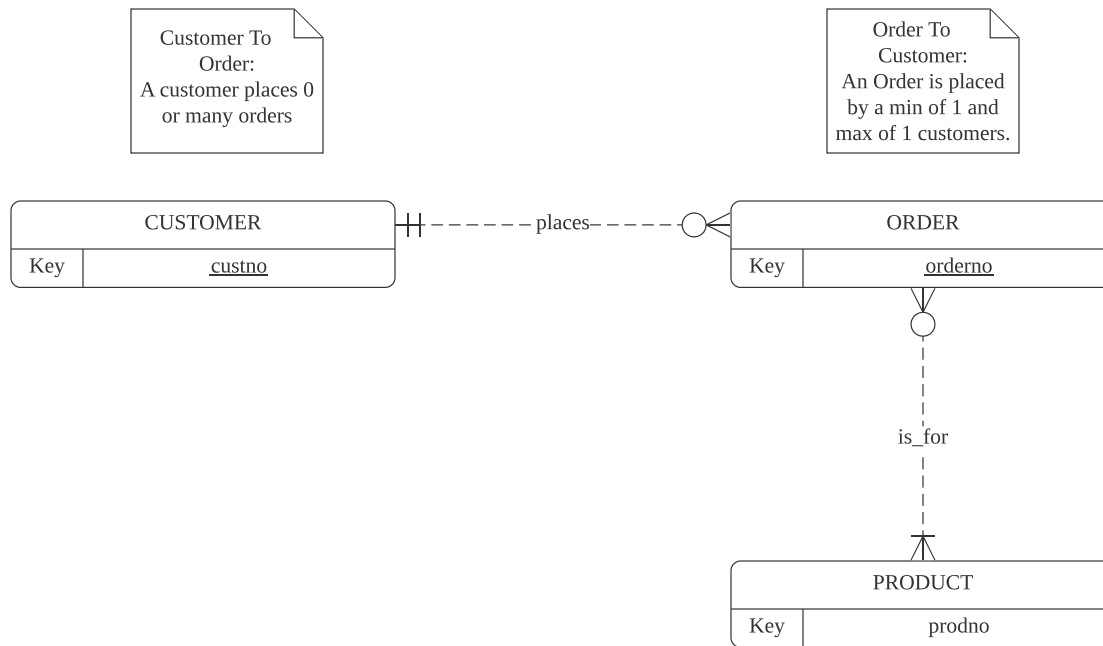 Customer To
Order:
A customer places 0
or many orders
Order To
Customer:
An Order is placed
by a min of 1 and
max of 1 customers.
CUSTOMER
Key custno
places
ORDER
Key orderno
is_for
PRODUCT
Key prodno